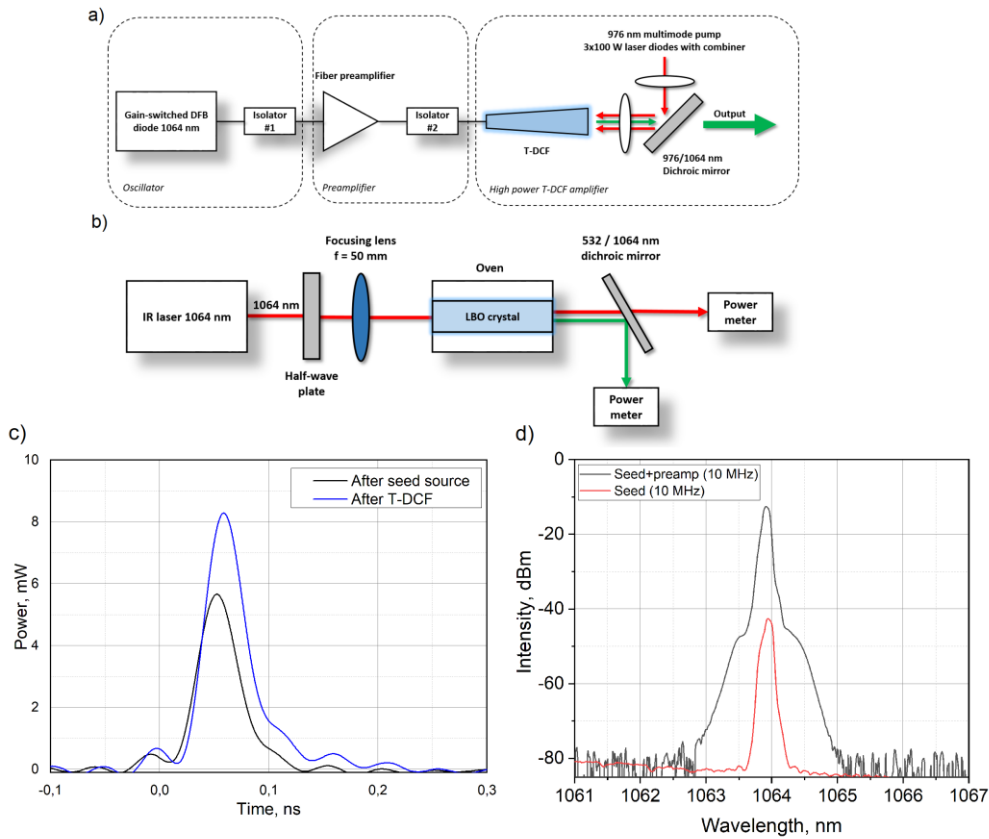 a)
976 nm multimode pump
3x100 W laser diodes with combiner
Fiber preamplifier
Gain-switched DFB
diode 1064 nm
Isolator
#1
Isolator
#2
Output
T-DCF
976/1064 nm
Dichroic mirror
Oscillator
Preamplifier
High power T-DCF amplifier
b)
Focusing lens
f = 50 mm
532 / 1064 nm
dichroic mirror
Oven
IR laser 1064 nm
1064 nm
LBO crystal
Power
meter
Half-wave
plate
Power
meter
c)
10
8
6
4
2
0
Power, mW
After seed source
After T-DCF
-0,1
0,0
0,1
0,2
0,3
Time, ns
d)
0
-20
-40
-60
-80
Intensity, dBm
Seed+preamp (10 MHz)
Seed (10 MHz)
1061
1062
1063
1064
1065
1066
1067
Wavelength, nm